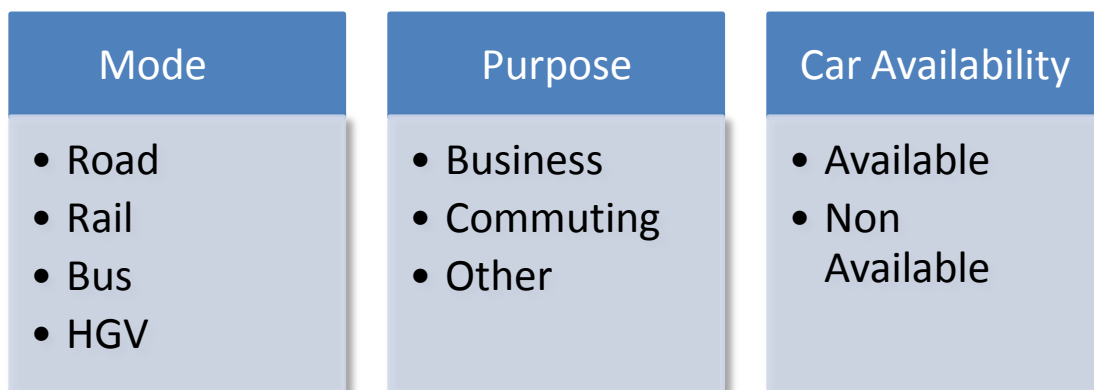 Mode
• Road
• Rail
• Bus
• HGV
Purpose
• Business
• Commuting
• Other
Car Availability
• Available
• Non
Available